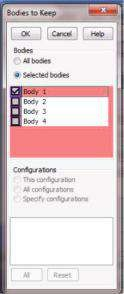 Bodies to Keep
OK Cancel Help
Bodies
All bodies
Selected bodies
Body 1
Body 2
Body 3
Body 4
Configurations
This configuration
All configurations
Specify configurations
All Reset